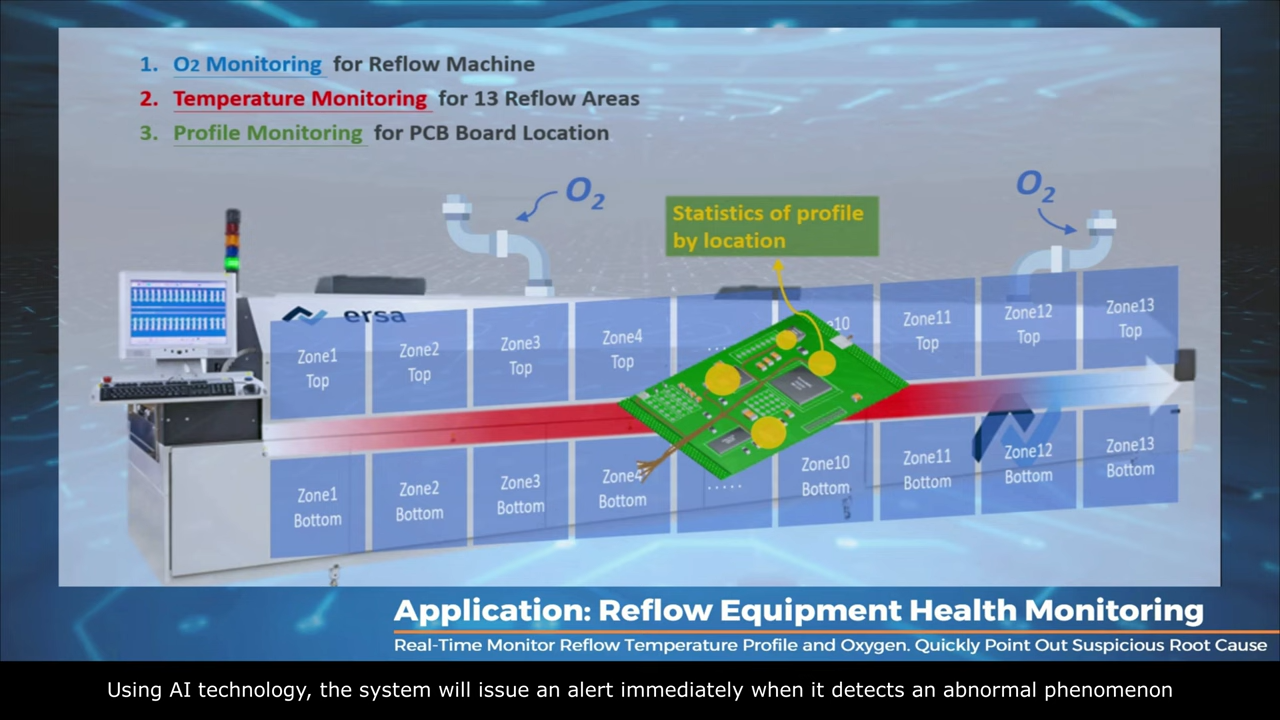 1. O2 Monitoring for Reflow Machine
2. Temperature Monitoring for 13 Reflow Areas
3. Profile Monitoring for PCB Board Location
O2
O2
Statistics of profile
by location
ersa
Zone1
Top
Zone2
Top
Zone3
Top
Zone4
Top
.....
e10
Zone11
Top
Zone12
Top
Zone13
Top
Zone1
Bottom
Zone2
Bottom
Zone3
Bottom
Zone4
Bottom
.....
Zone10
Bottom
Zone11
Bottom
Zone12
Bottom
Zone13
Bottom
Application: Reflow Equipment Health Monitoring
Real-Time Monitor Reflow Temperature Profile and Oxygen. Quickly Point Out Suspicious Root Cause
Using AI technology, the system will issue an alert immediately when it detects an abnormal phenomenon